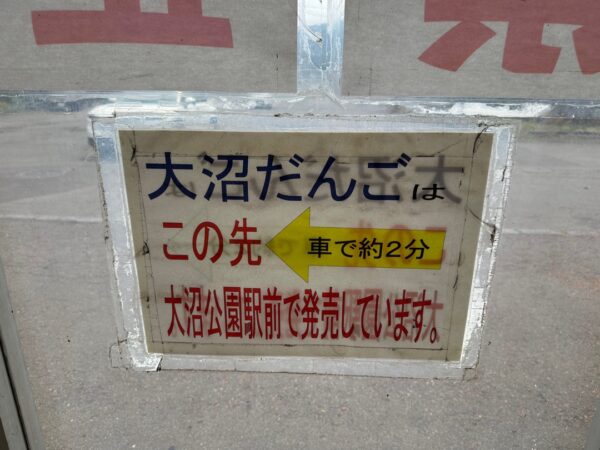 大沼だんごは
この先 車で約2分
大沼公園駅前で発売しています。